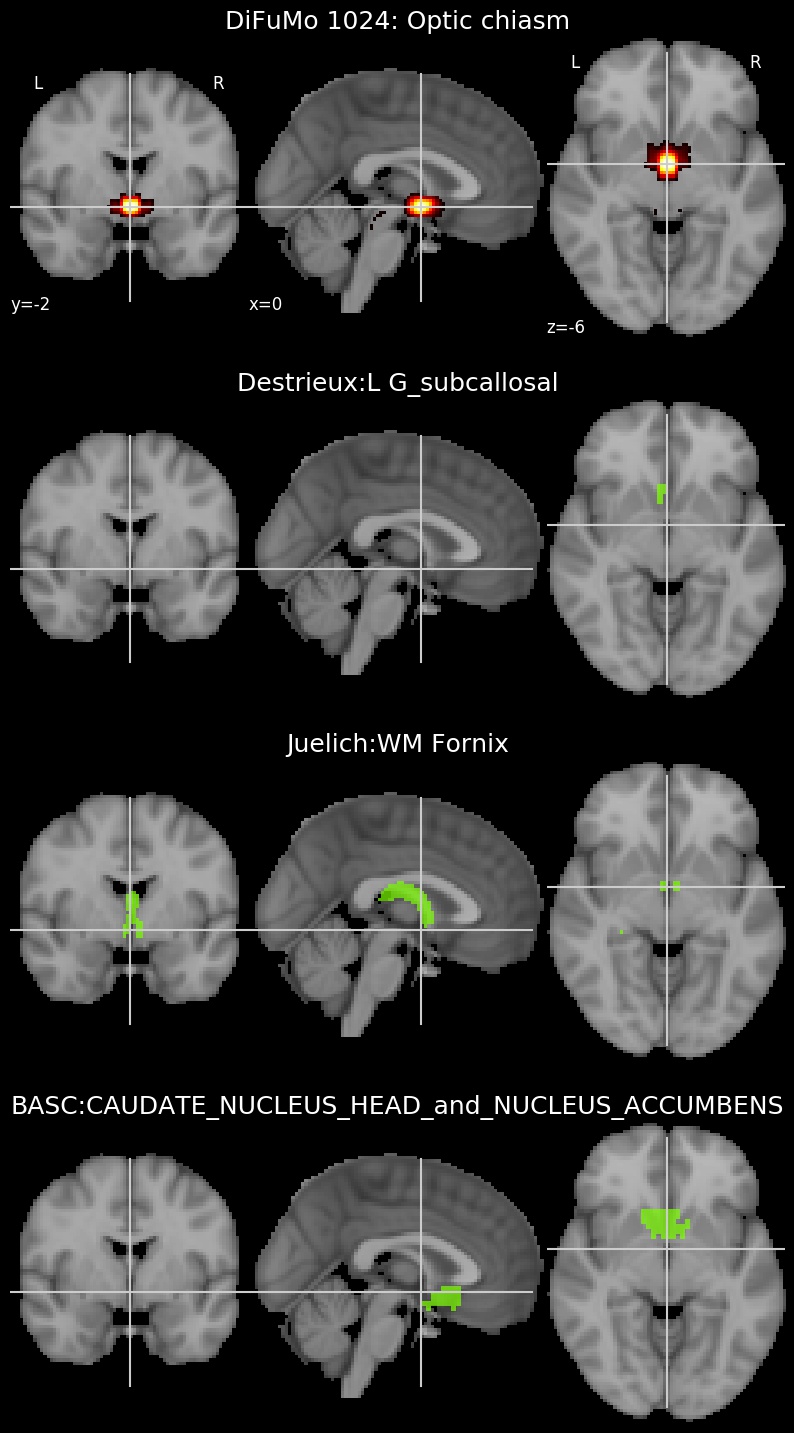 DiFuMo 1024: Optic chiasm
L R L R
y=-2 x=0 z=-6
Destrieux:L G_subcallosal
Juelich:WM Fornix
BASC:CAUDATE_NUCLEUS_HEAD_and_NUCLEUS_ACCUMBENS